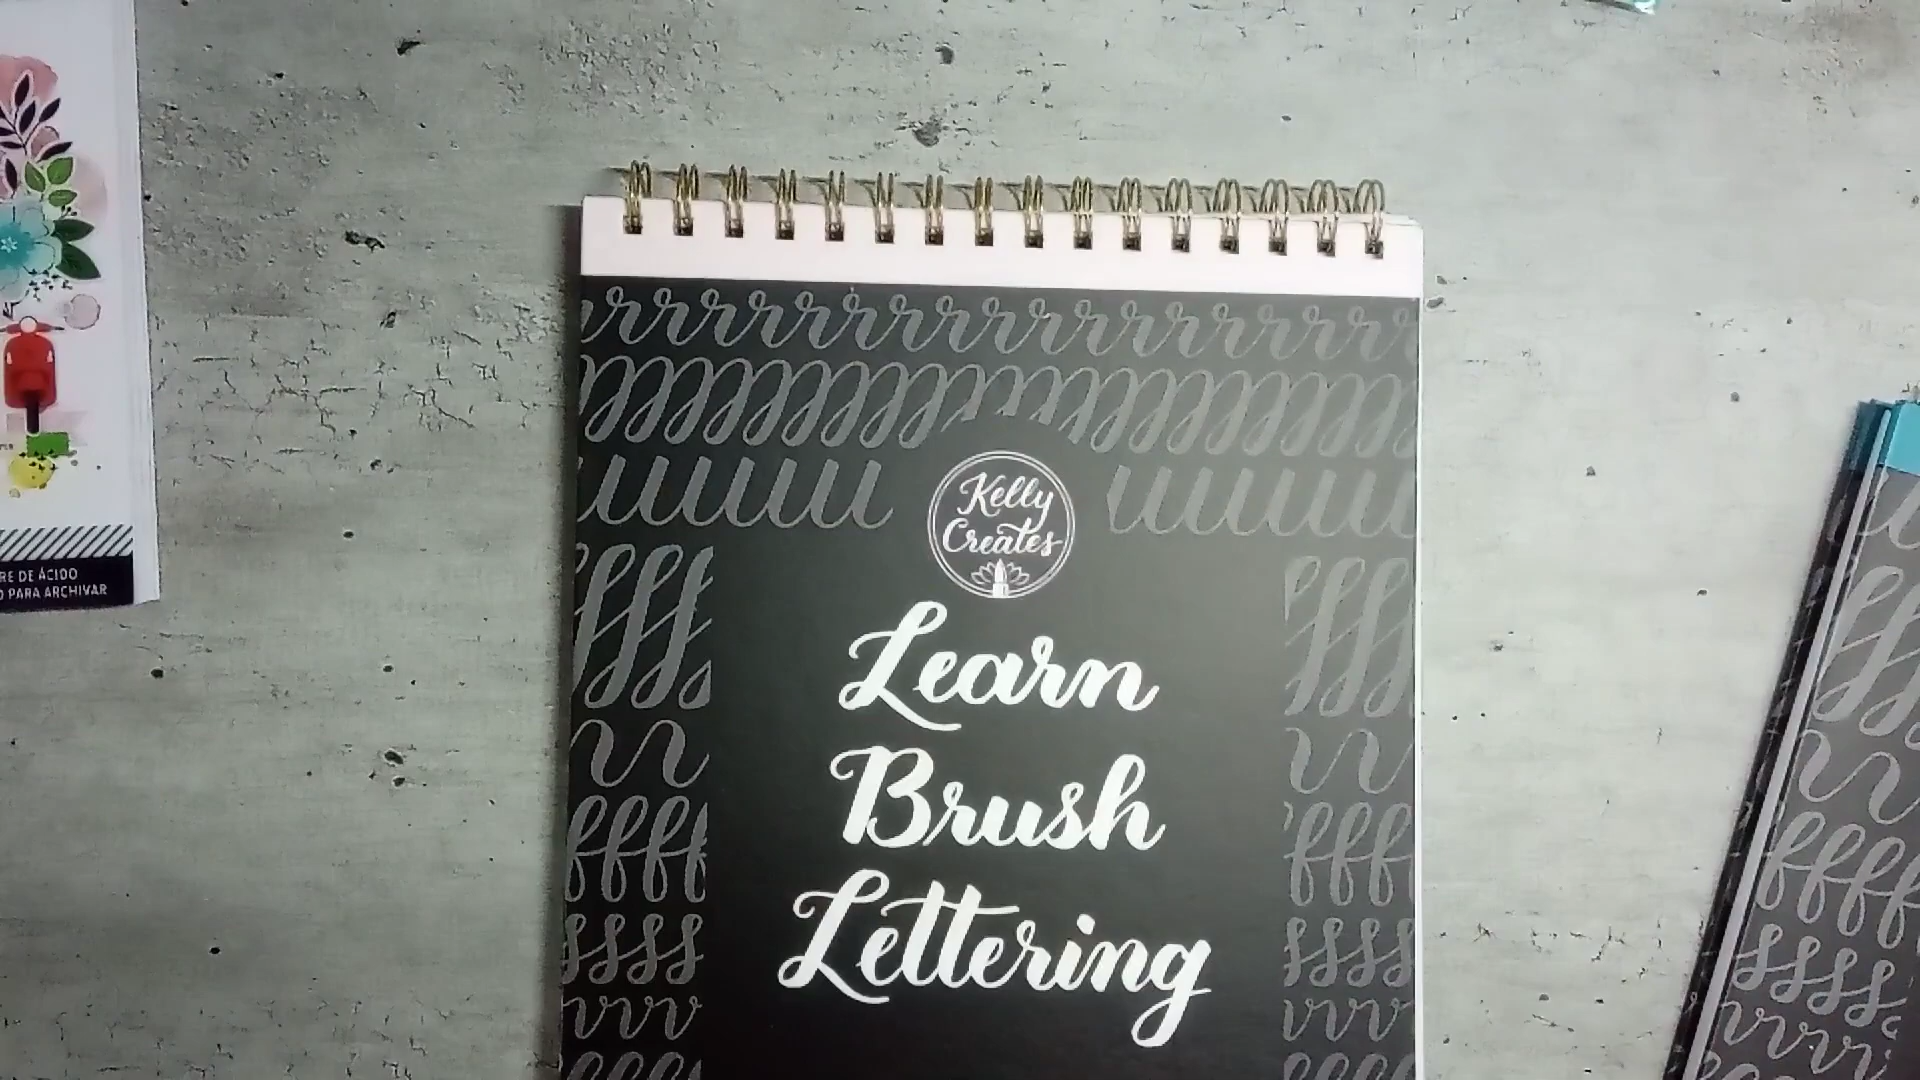 Kelly
Creates
Learn
Brush
Lettering
RE DE ÁCIDO
PARA ARCHIVAR